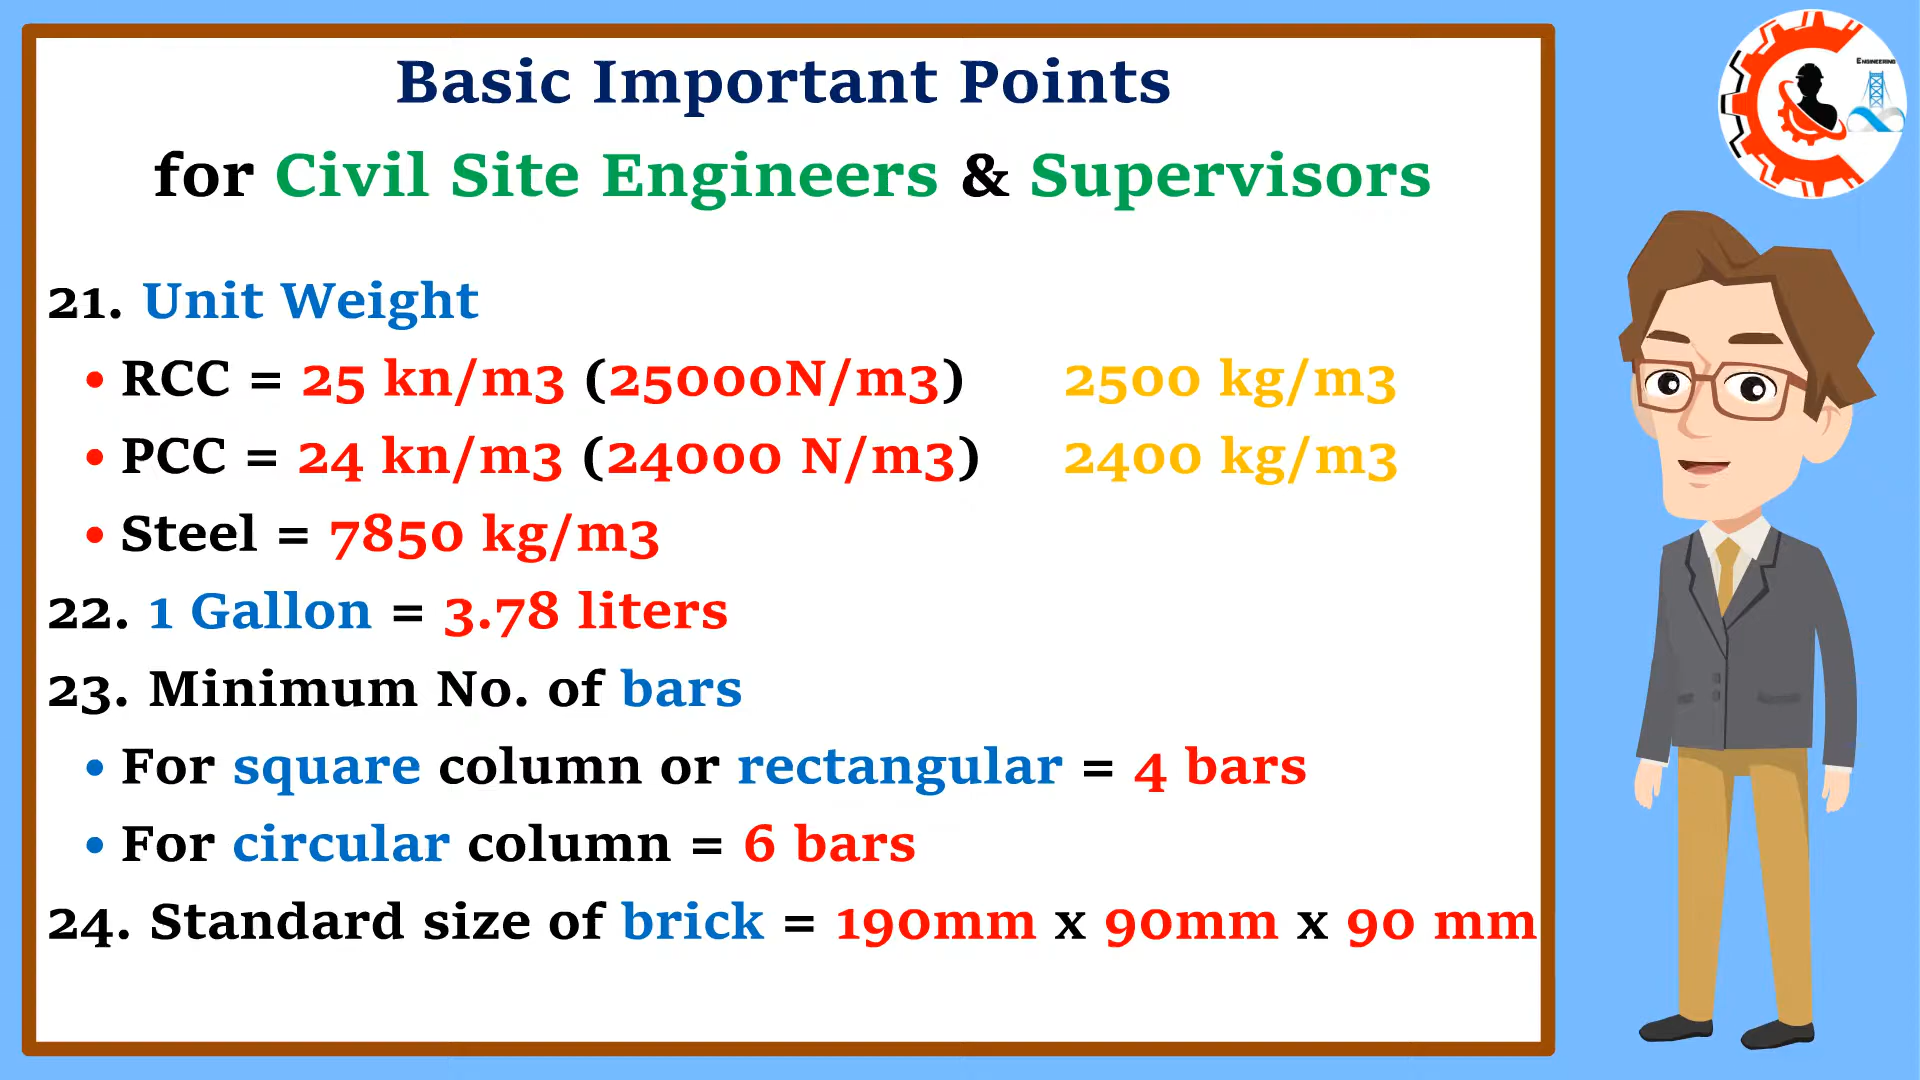 Basic Important Points
for Civil Site Engineers & Supervisors
ENGINEERING
21. Unit Weight
• RCC = 25 kn/m3 (25000N/m3) 2500 kg/m3
• PCC = 24 kn/m3 (24000 N/m3) 2400 kg/m3
• Steel = 7850 kg/m3
22. 1 Gallon = 3.78 liters
23. Minimum No. of bars
• For square column or rectangular = 4 bars
• For circular column = 6 bars
24. Standard size of brick = 190mm x 90mm x 90 mm